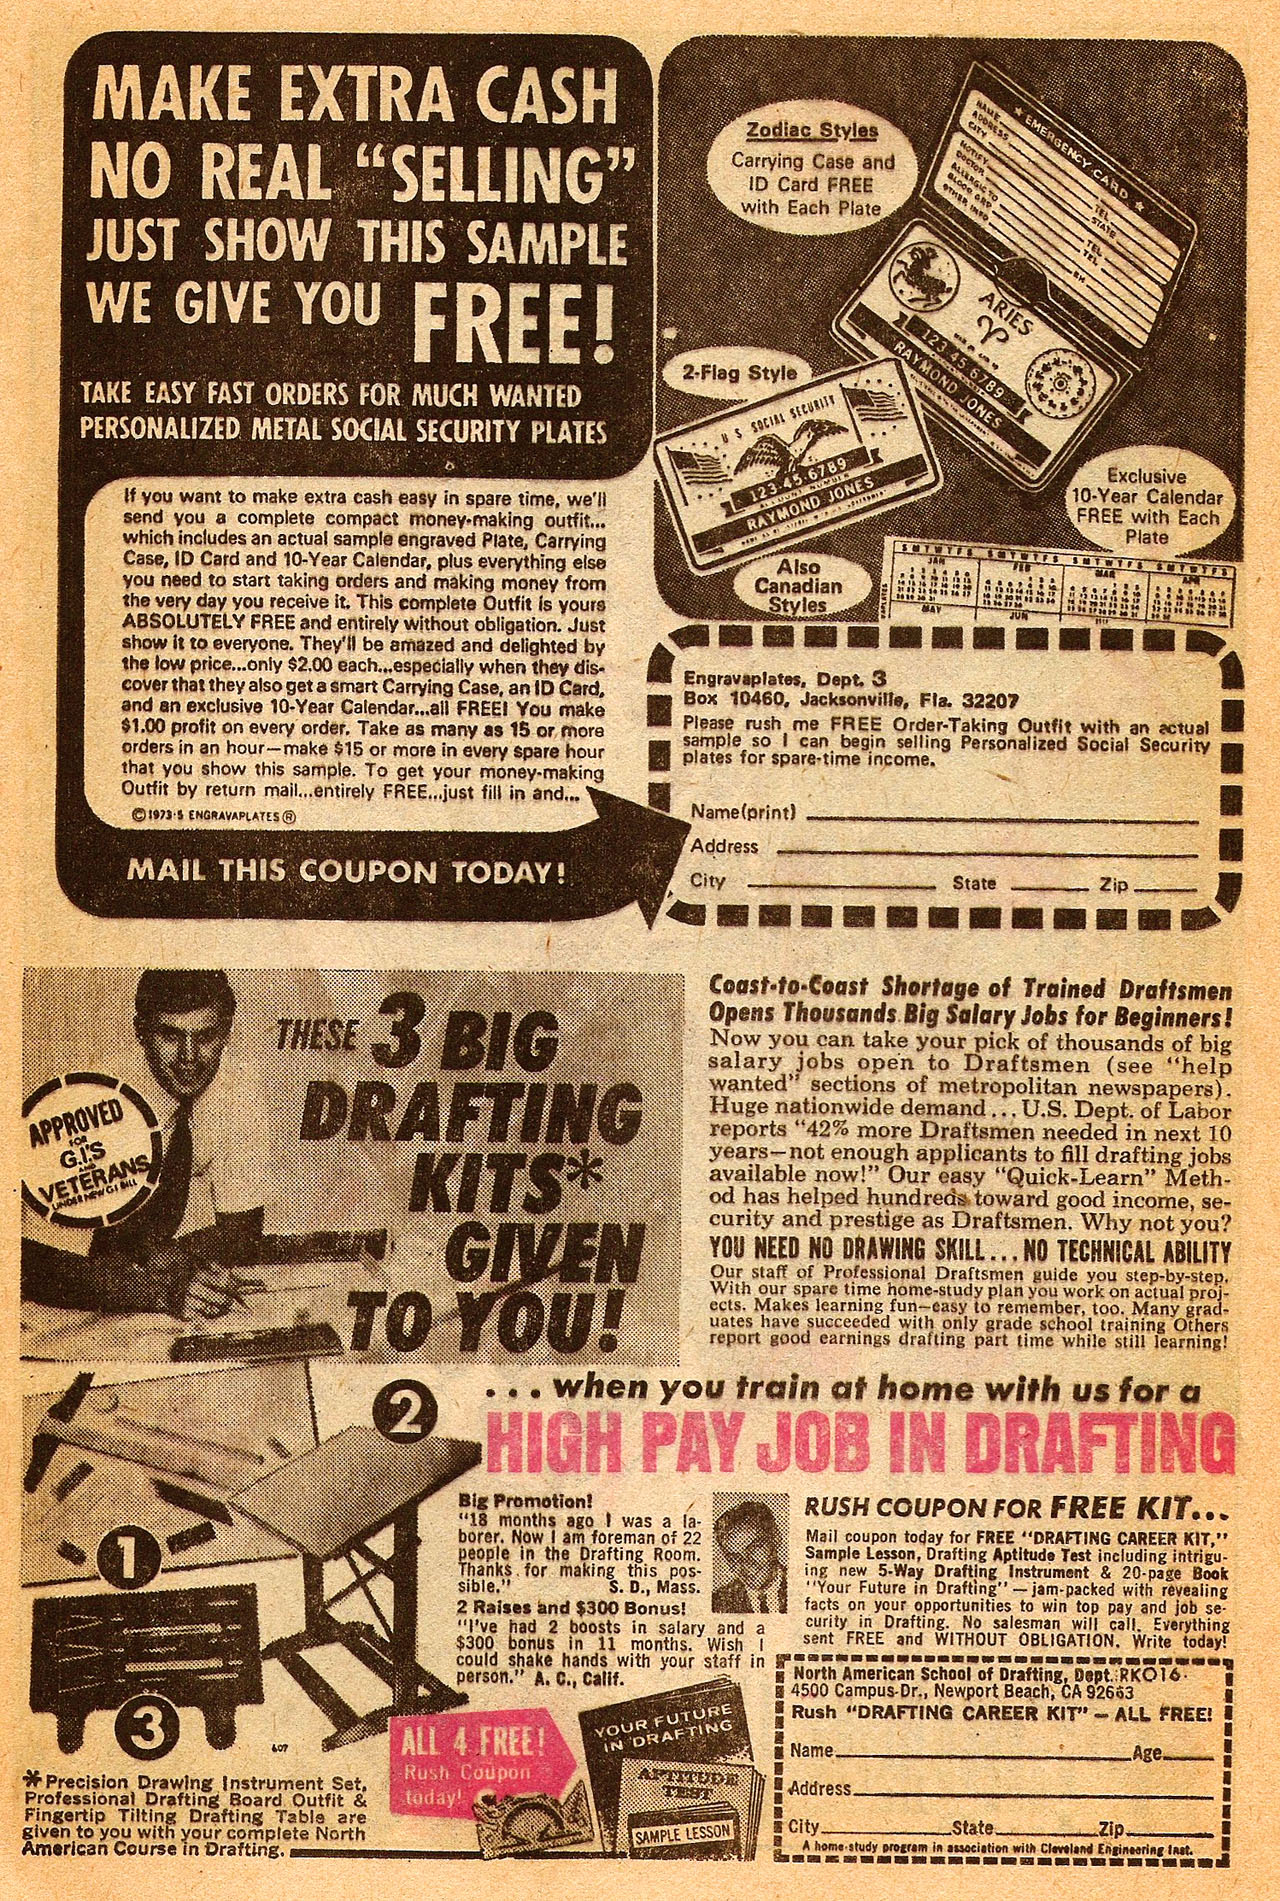 MAKE EXTRA CASH
NO REAL “SELLING”
JUST SHOW THIS SAMPLE
WE GIVE YOU FREE!
TAKE EASY FAST ORDERS FOR MUCH WANTED
PERSONALIZED METAL SOCIAL SECURITY PLATES
If you want to make extra cash easy in spare time, we’ll
send you a complete compact money-making outfit...
which includes an actual sample engraved Plate, Carrying
Case, ID Card and 10-Year Calendar, plus everything else
you need to start taking orders and making money from
the very day you receive it. This complete Outfit is yours
ABSOLUTELY FREE and entirely without obligation. Just
show it to everyone. They’ll be amazed and delighted by
the low price...only $2.00 each...especially when they dis-
cover that they also get a smart Carrying Case, an ID Card,
and an exclusive 10-Year Calendar...all FREE! You make
$1.00 profit on every order. Take as many as 15 or more
orders in an hour—make $15 or more in every spare hour
that you show this sample. To get your money-making
Outfit by return mail...entirely FREE...just fill in and...
©1973-5 ENGRAVAPLATES®
MAIL THIS COUPON TODAY!
Zodiac Styles
Carrying Case and
ID Card FREE
with Each Plate
★ EMERGENCY CARD ★
NAME
ADDRESS
CITY
NOTIFY
DOCTOR
ALLERGIC TO
BLOOD GRP
OTHER INFO
TEL
STATE
TEL
TEL
RH
ARIES
123-45-6789
RAYMOND JONES
2-Flag Style
U S SOCIAL SECURITY
123-45-6789
ACCOUNT NUMBER
RAYMOND JONES
Exclusive
10-Year Calendar
FREE with Each
Plate
Also
Canadian
Styles
S M T W T F S S M T W T F S S M T W T F S S M T W T F S
JAN FEB MAR APR
MAY JUN
Engravaplates, Dept. 3
Box 10460, Jacksonville, Fla. 32207
Please rush me FREE Order-Taking Outfit with an actual
sample so I can begin selling Personalized Social Security
plates for spare-time income.
Name(print)
Address
City State Zip
THESE 3 BIG
DRAFTING
KITS*
GIVEN
TO YOU!
APPROVED
FOR
G.I.'S
AND
VETERANS
UNDER NEW G.I. BILL
Coast-to-Coast Shortage of Trained Draftsmen
Opens Thousands Big Salary Jobs for Beginners!
Now you can take your pick of thousands of big
salary jobs open to Draftsmen (see “help
wanted” sections of metropolitan newspapers).
Huge nationwide demand... U.S. Dept. of Labor
reports “42% more Draftsmen needed in next 10
years—not enough applicants to fill drafting jobs
available now!” Our easy “Quick-Learn” Meth-
od has helped hundreds toward good income, se-
curity and prestige as Draftsmen. Why not you?
YOU NEED NO DRAWING SKILL...NO TECHNICAL ABILITY
Our staff of Professional Draftsmen guide you step-by-step.
With our spare time home-study plan you work on actual proj-
ects. Makes learning fun—easy to remember, too. Many grad-
uates have succeeded with only grade school training Others
report good earnings drafting part time while still learning!
... when you train at home with us for a
HIGH PAY JOB IN DRAFTING
1
2
3
607
Big Promotion!
“18 months ago I was a la-
borer. Now I am foreman of 22
people in the Drafting Room.
Thanks for making this pos-
sible.” S. D., Mass.
2 Raises and $300 Bonus!
“I’ve had 2 boosts in salary and a
$300 bonus in 11 months. Wish I
could shake hands with your staff in
person.” A. C., Calif.
RUSH COUPON FOR FREE KIT...
Mail coupon today for FREE “DRAFTING CAREER KIT,”
Sample Lesson, Drafting Aptitude Test including intrigu-
ing new 5-Way Drafting Instrument & 20-page Book
“Your Future in Drafting” — jam-packed with revealing
facts on your opportunities to win top pay and job se-
curity in Drafting. No salesman will call. Everything
sent FREE and WITHOUT OBLIGATION. Write today!
ALL 4 FREE!
Rush Coupon
today!
YOUR FUTURE
IN DRAFTING
APTITUDE
TEST
SAMPLE LESSON
* Precision Drawing Instrument Set,
Professional Drafting Board Outfit &
Fingertip Tilting Drafting Table are
given to you with your complete North
American Course in Drafting.
North American School of Drafting, Dept. RKO16
4500 Campus Dr., Newport Beach, CA 92663
Rush “DRAFTING CAREER KIT” — ALL FREE!
Name Age
Address
City State Zip
A home-study program in association with Cleveland Engineering Inst.